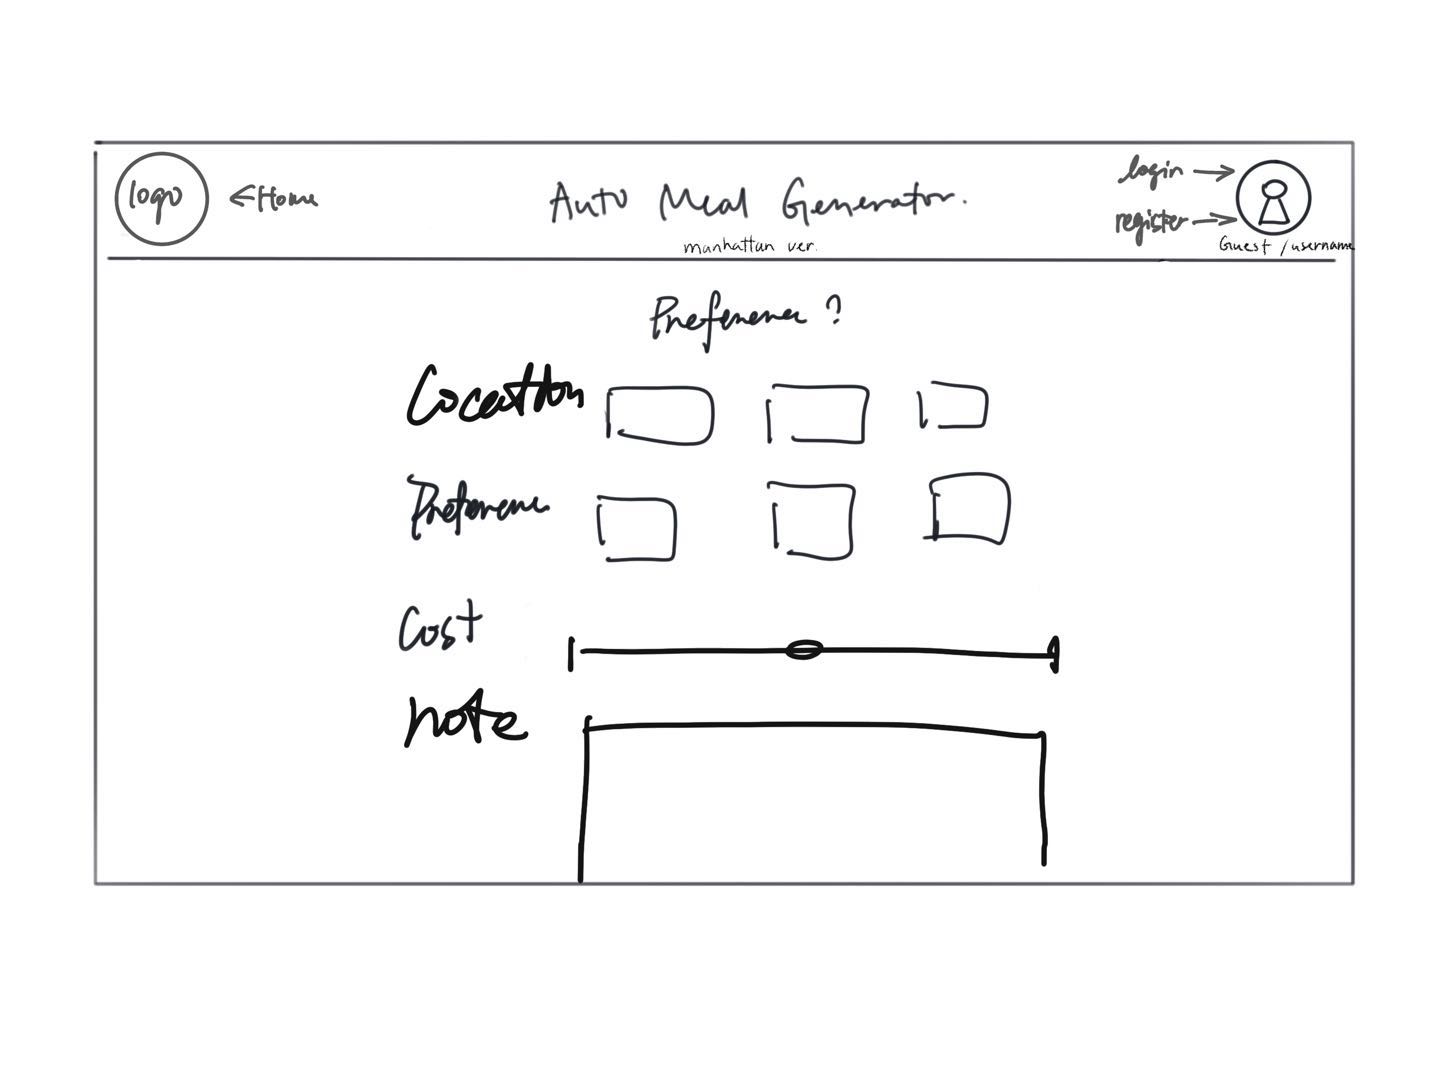 logo
←Home
Auto Meal Generator.
manhattan ver.
login →
register →
Guest / username
Preference ?
Location
Preference
Cost
note